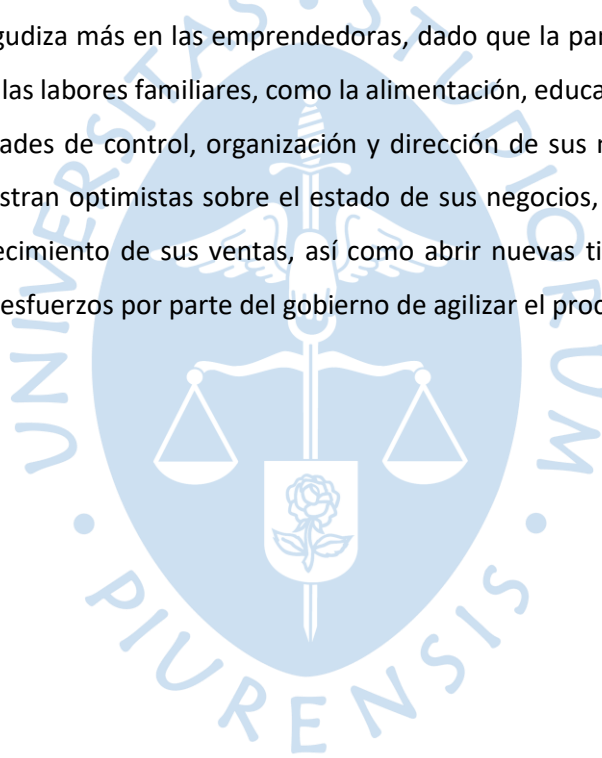 gudiza más en las emprendedoras, dado que la par
las labores familiares, como la alimentación, educa
ades de control, organización y dirección de sus
stran optimistas sobre el estado de sus negocios,
ecimiento de sus ventas, así como abrir nuevas ti
esfuerzos por parte del gobierno de agilizar el proc
UNIVERSITAS • STUDIORUM • PIURENSIS •